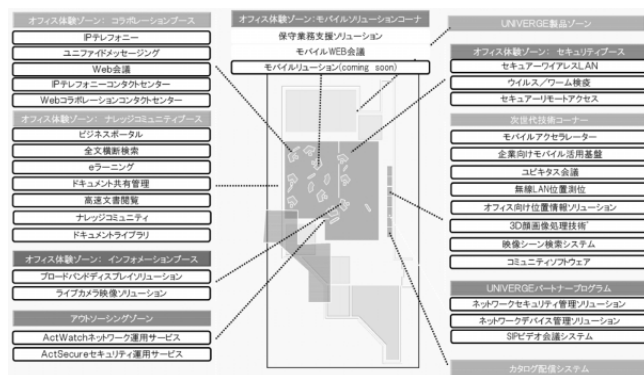 オフィス体験ゾーン: コラボレーションブース
IPテレフォニー
ユニファイドメッセージング
Web会議
IPテレフォニーコンタクトセンター
Webコラボレーションコンタクトセンター
オフィス体験ゾーン: ナレッジコミュニティブース
ビジネスポータル
全文横断検索
eラーニング
ドキュメント共有管理
高速文書閲覧
ナレッジコミュニティ
ドキュメントライブラリ
オフィス体験ゾーン: インフォメーションブース
ブロードバンドディスプレイソリューション
ライブカメラ映像ソリューション
アウトソーシングゾーン
ActWatchネットワーク運用サービス
ActSecureセキュリティ運用サービス
オフィス体験ゾーン:モバイルソリューションコーナ
保守業務支援ソリューション
モバイルWEB会議
モバイルリューション(coming soon)
UNIVERGE製品ゾーン
オフィス体験ゾーン: セキュリティブース
セキュアーワイアレスLAN
ウイルス/ワーム検疫
セキュアーリモートアクセス
次世代技術コーナー
モバイルアクセラレーター
企業向けモバイル活用基盤
ユビキタス会議
無線LAN位置測位
オフィス向け位置情報ソリューション
3D顔画像処理技術
映像シーン検索システム
コミュニティソフトウェア
UNIVERGEパートナープログラム
ネットワークセキュリティ管理ソリューション
ネットワークデバイス管理ソリューション
SIPビデオ会議システム
カタログ配信システム